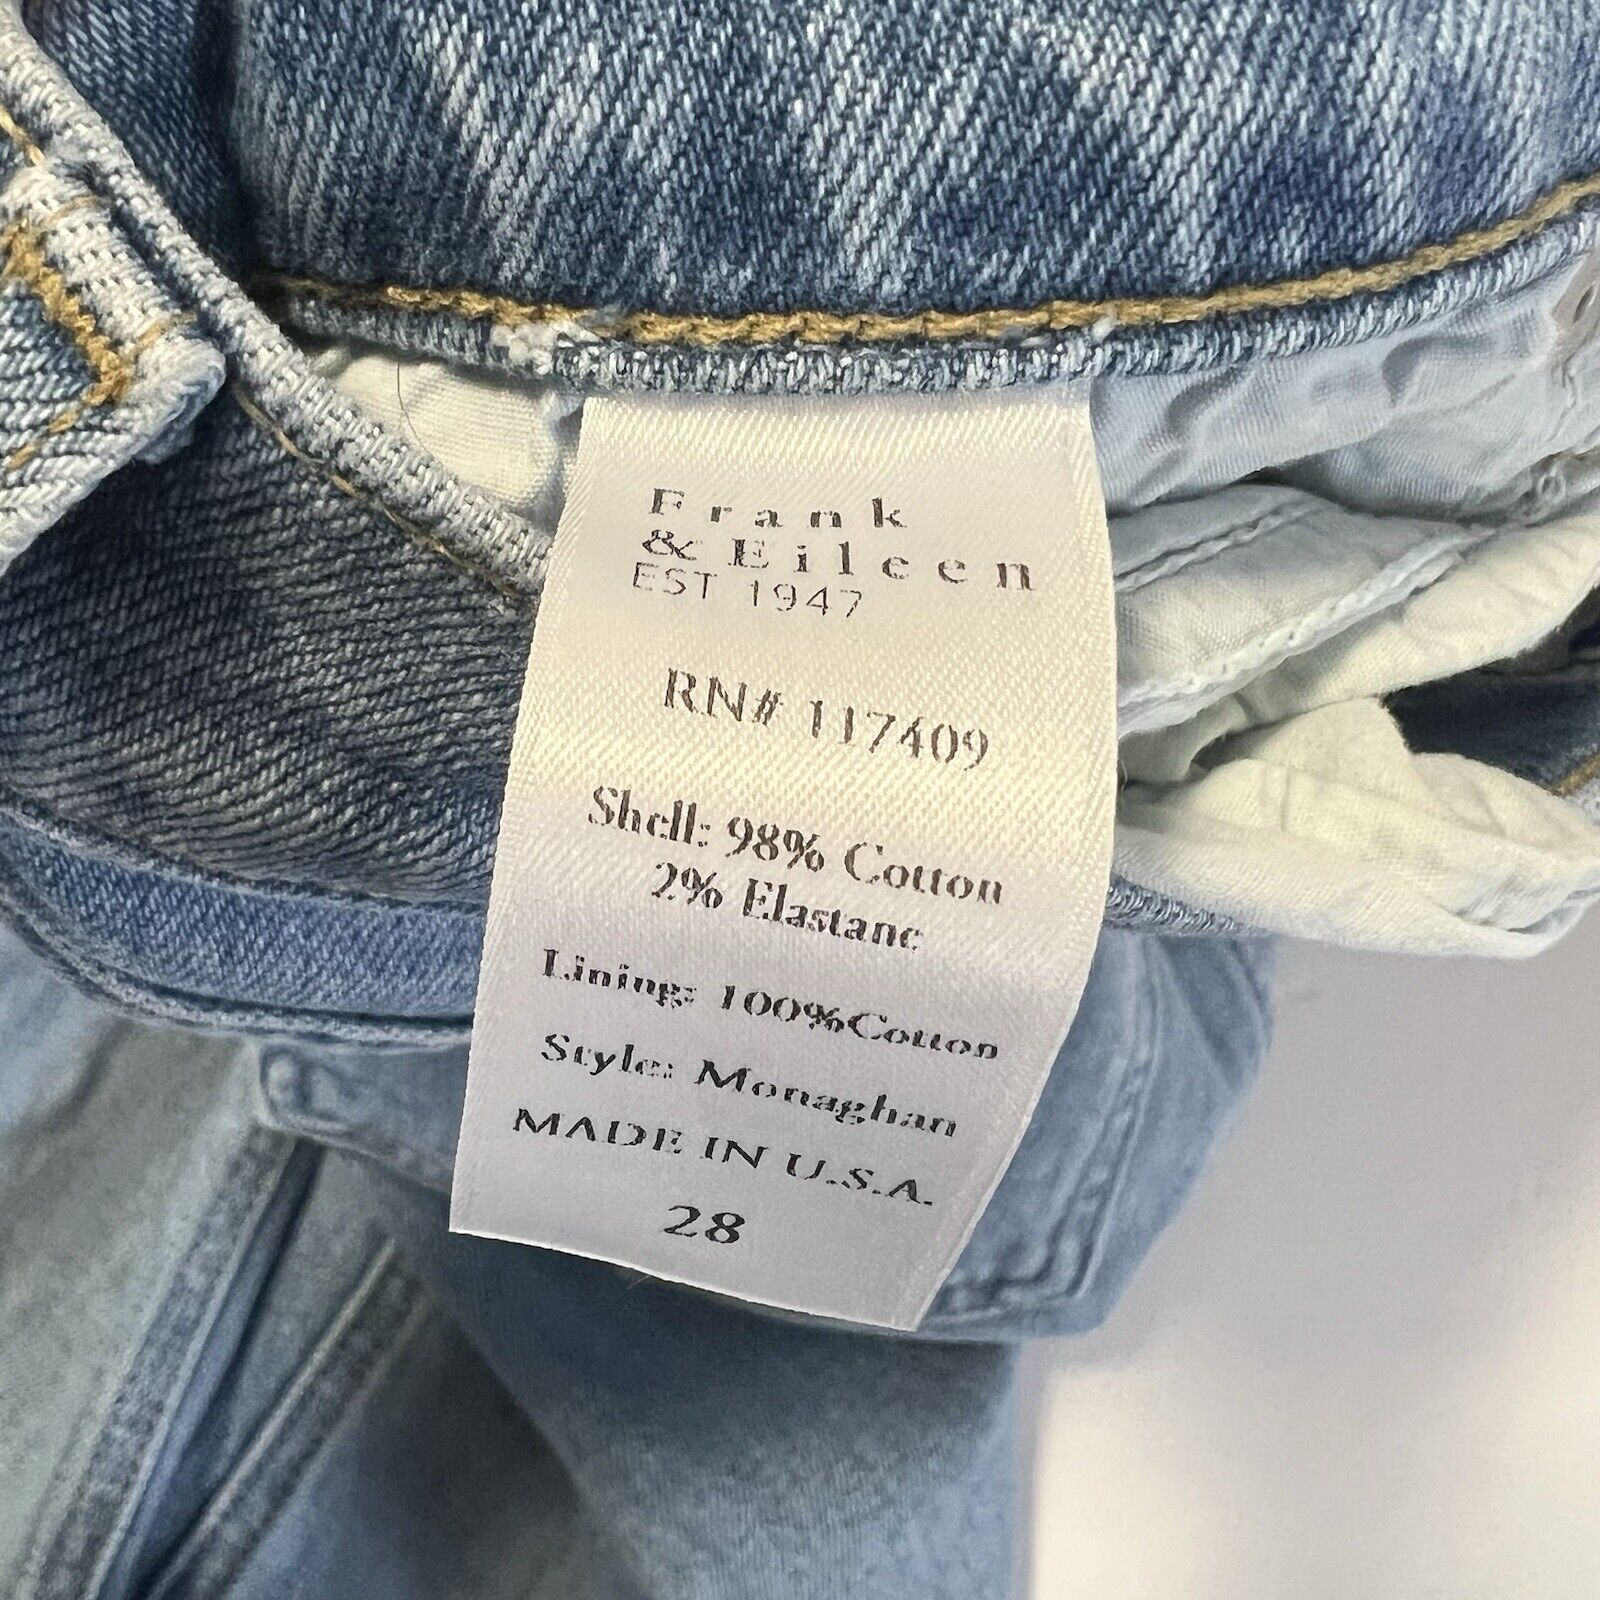 Frank
& Eileen
EST 1947
RN# 117409
Shell: 98% Cotton
2% Elastane
Lining: 100%Cotton
Style: Monaghan
MADE IN U.S.A.
28